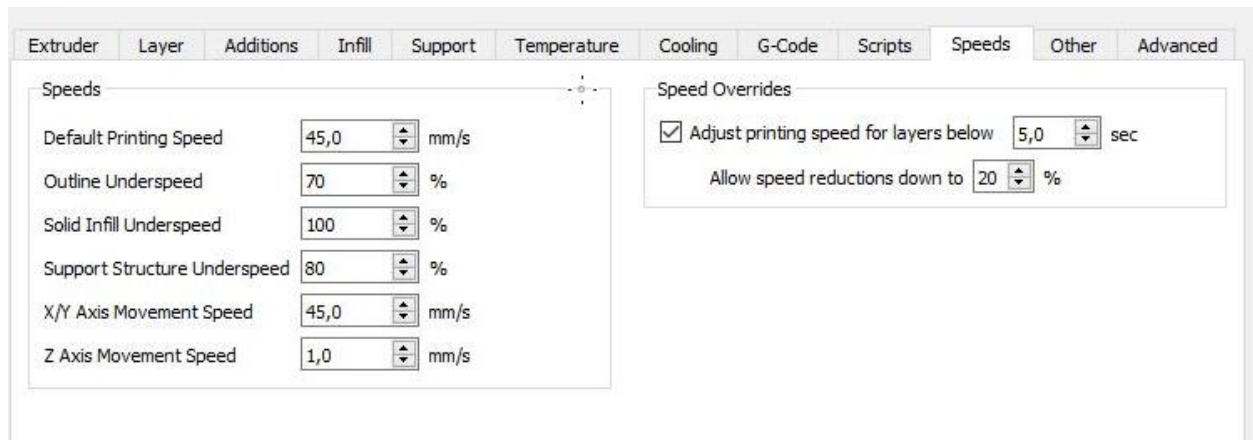 Extruder Layer Additions Infill Support Temperature Cooling G-Code Scripts Speeds Other Advanced
Speeds
Default Printing Speed 45,0 mm/s
Outline Underspeed 70 %
Solid Infill Underspeed 100 %
Support Structure Underspeed 80 %
X/Y Axis Movement Speed 45,0 mm/s
Z Axis Movement Speed 1,0 mm/s
Speed Overrides
Adjust printing speed for layers below 5,0 sec
Allow speed reductions down to 20 %